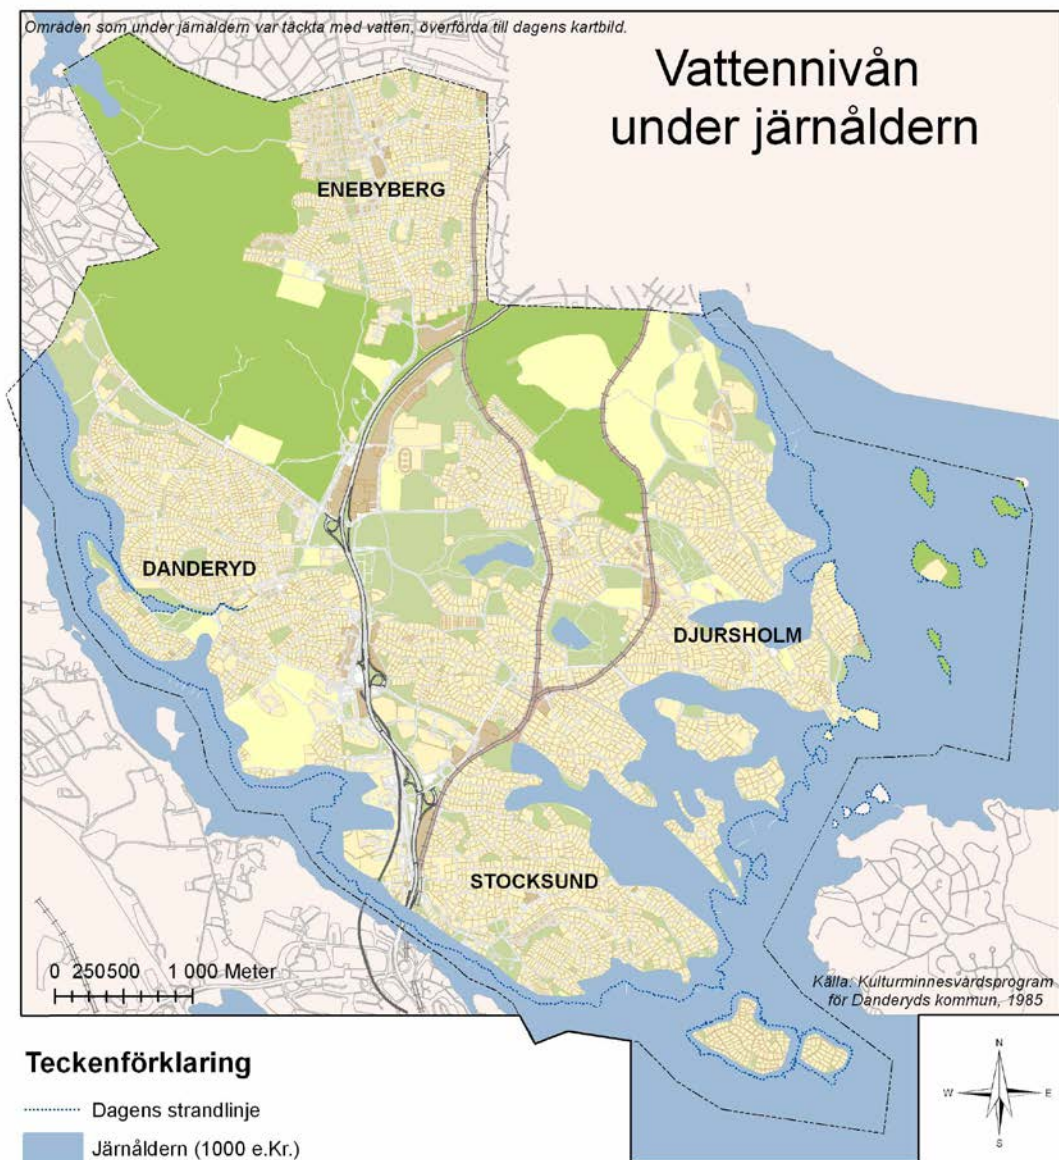 Områden som under järnåldern var täckta med vatten, överförda till dagens kartbild.
Vattennivån
under järnåldern
ENEBYBERG
DANDERYD
DJURSHOLM
STOCKSUND
0 250500 1 000 Meter
Källa: Kulturminnesvårdsprogram
för Danderyds kommun, 1985
Teckenförklaring
Dagens strandlinje
Järnåldern (1000 e.Kr.)
N
W E
S